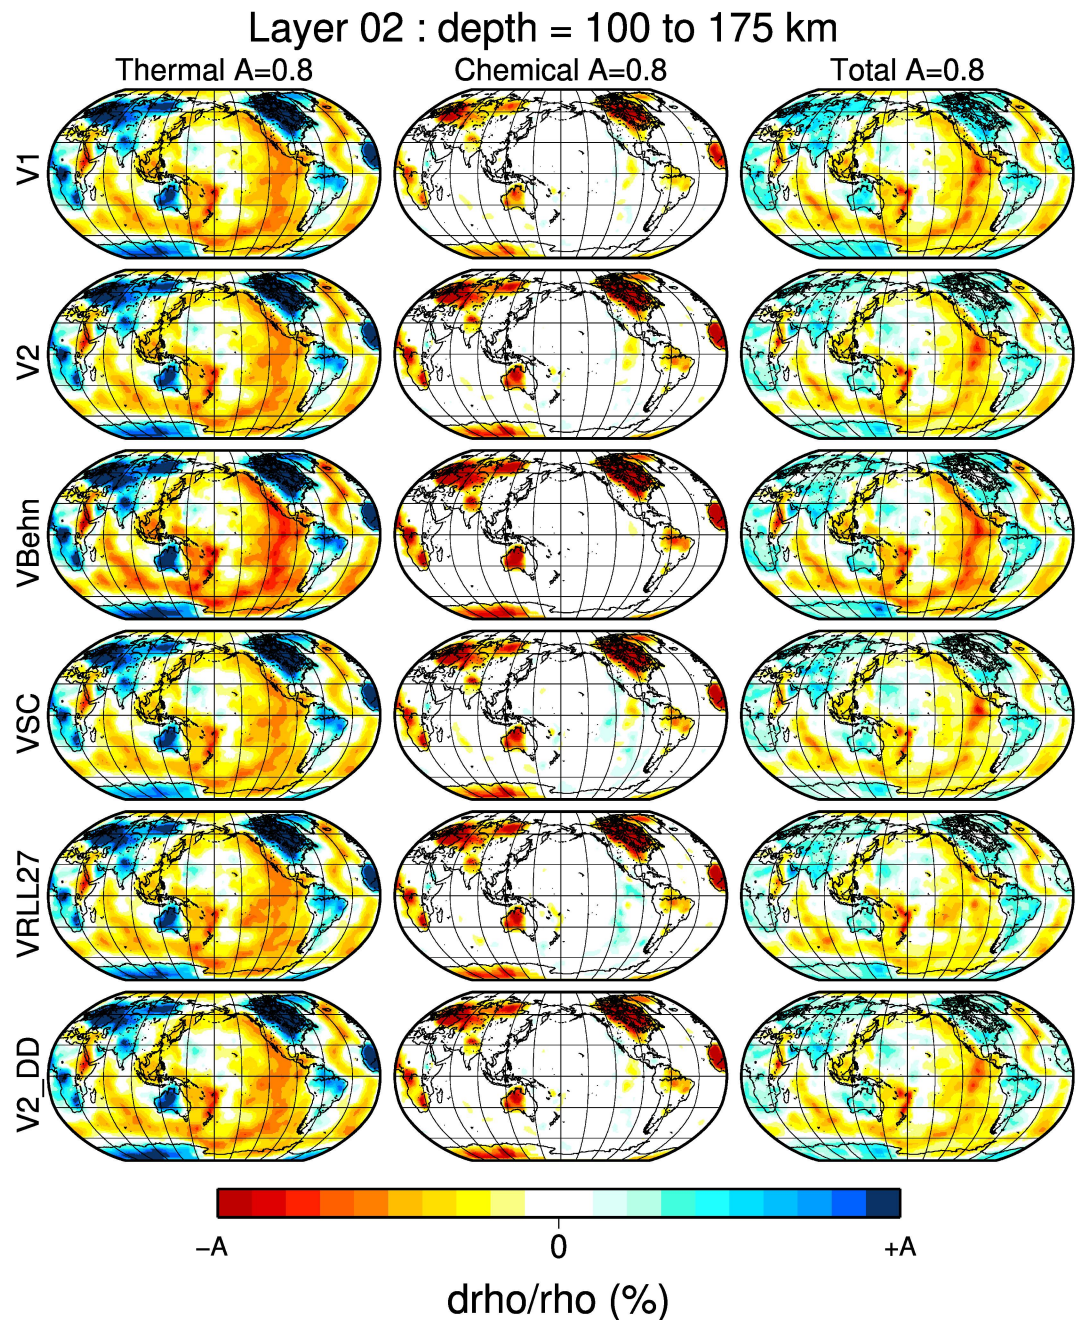 Layer 02 : depth = 100 to 175 km
Thermal A=0.8 Chemical A=0.8 Total A=0.8
V1
V2
VBehn
VSC
VRLL27
V2_DD
−A 0 +A
drho/rho (%)